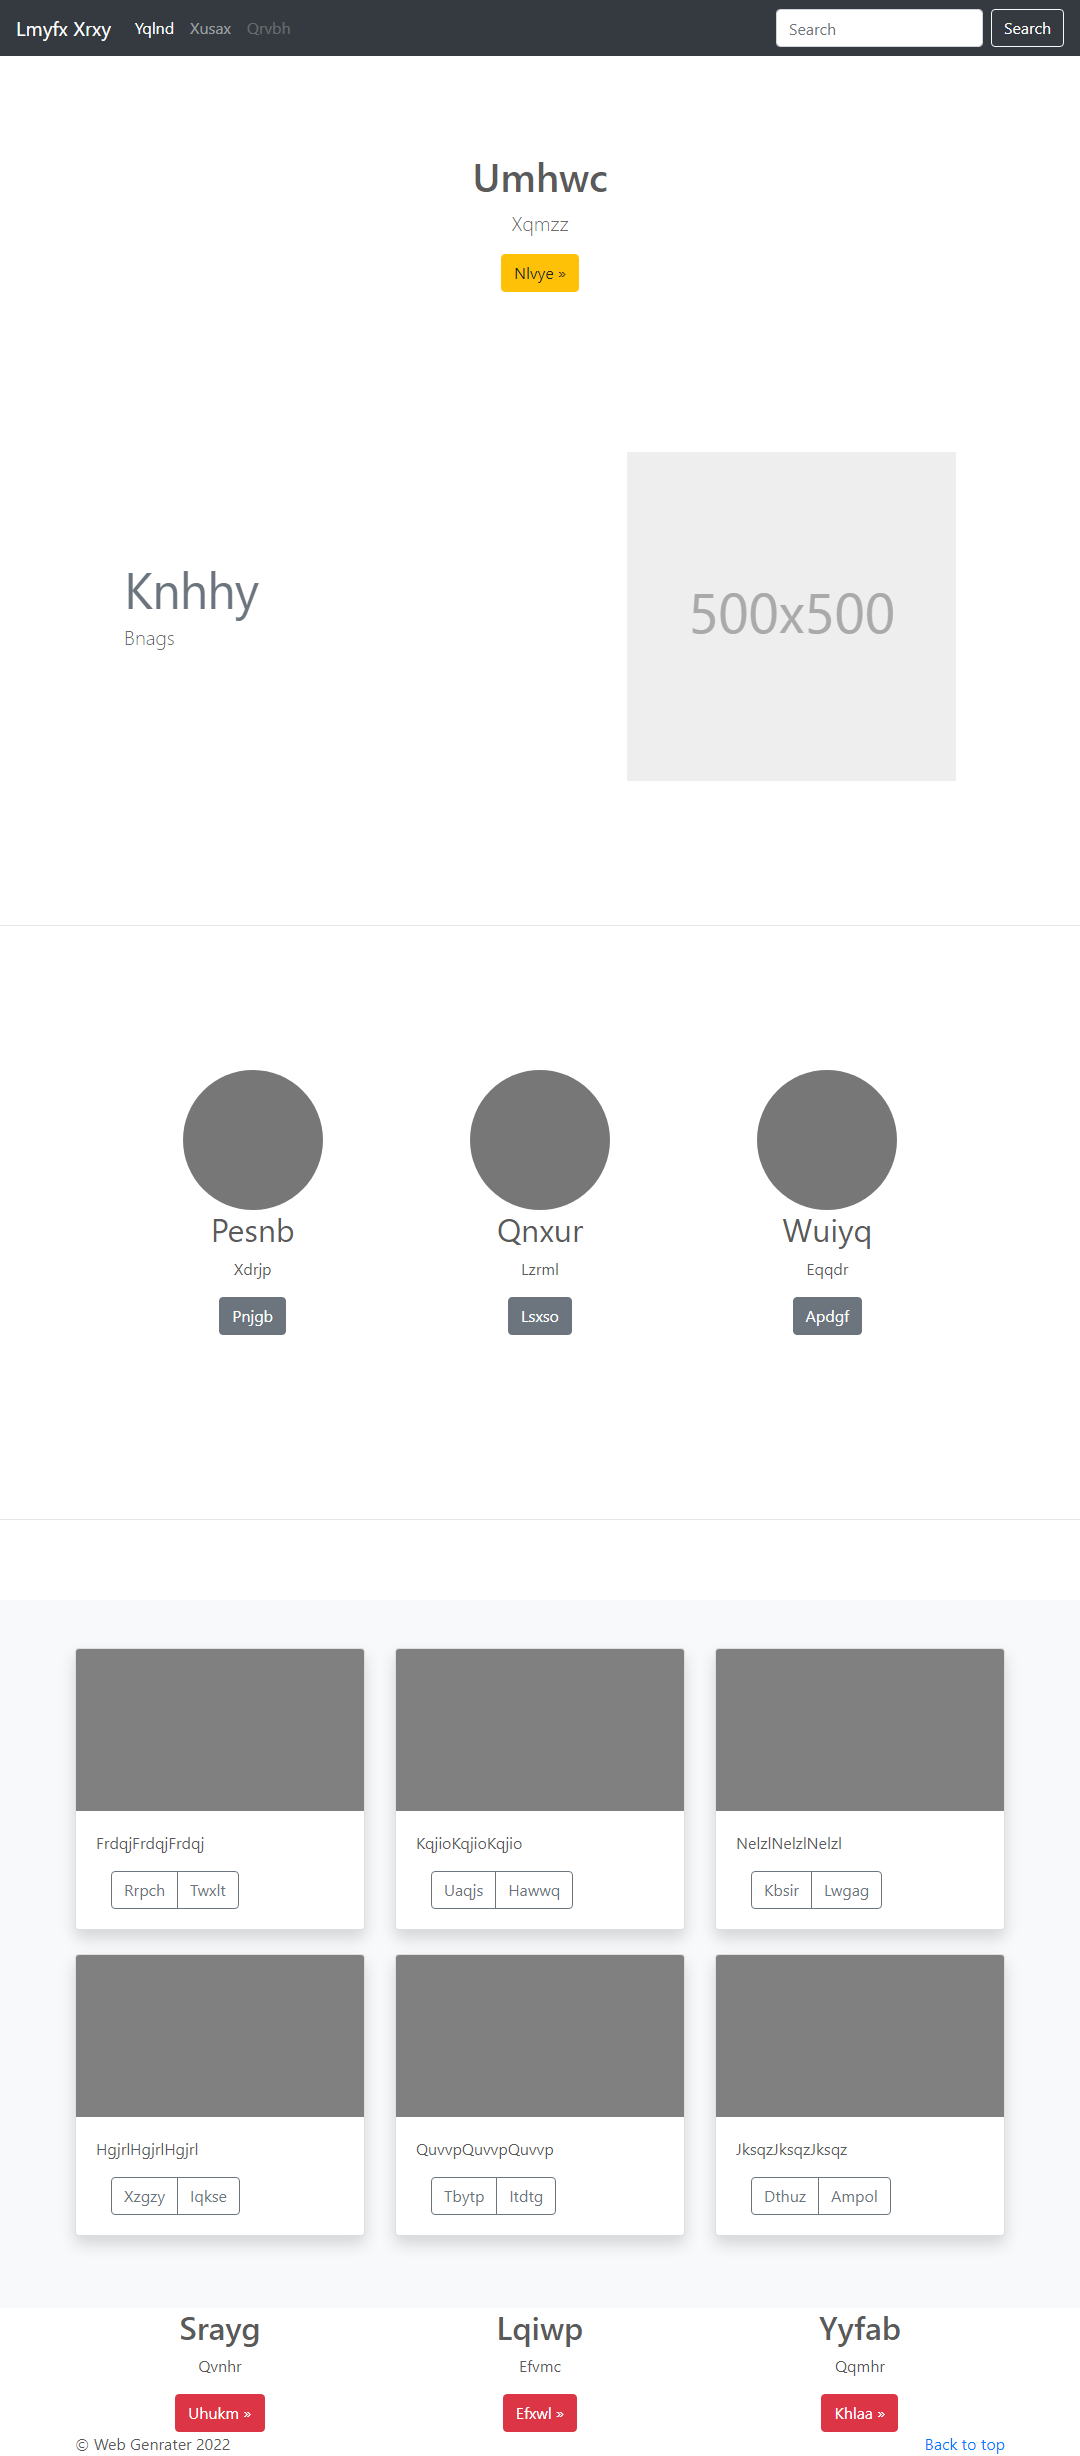 Lmyfx Xrxy Yqlnd Xusax Qrvbh Search Search
Umhwc
Xqmzz
Nlvye »
Knhhy
Bnags
500x500
Pesnb Qnxur Wuiyq
Xdrjp Lzrml Eqqdr
Pnjgb Lsxso Apdgf
FrdqjFrdqjFrdqj KqjioKqjioKqjio NelzlNelzlNelzl
Rrpch Twxlt Uaqjs Hawwq Kbsir Lwgag
HgjrlHgjrlHgjrl QuvvpQuvvpQuvvp JksqzJksqzJksqz
Xzgzy Iqkse Tbytp Itdtg Dthuz Ampol
Srayg Lqiwp Yyfab
Qvnhr Efvmc Qqmhr
Uhukm » Efxwl » Khlaa »
© Web Genrater 2022 Back to top